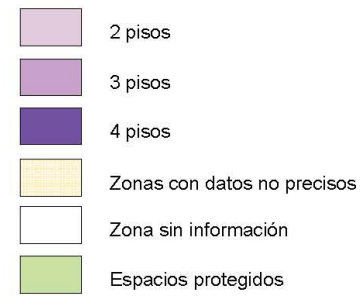 2 pisos
3 pisos
4 pisos
Zonas con datos no precisos
Zona sin información
Espacios protegidos